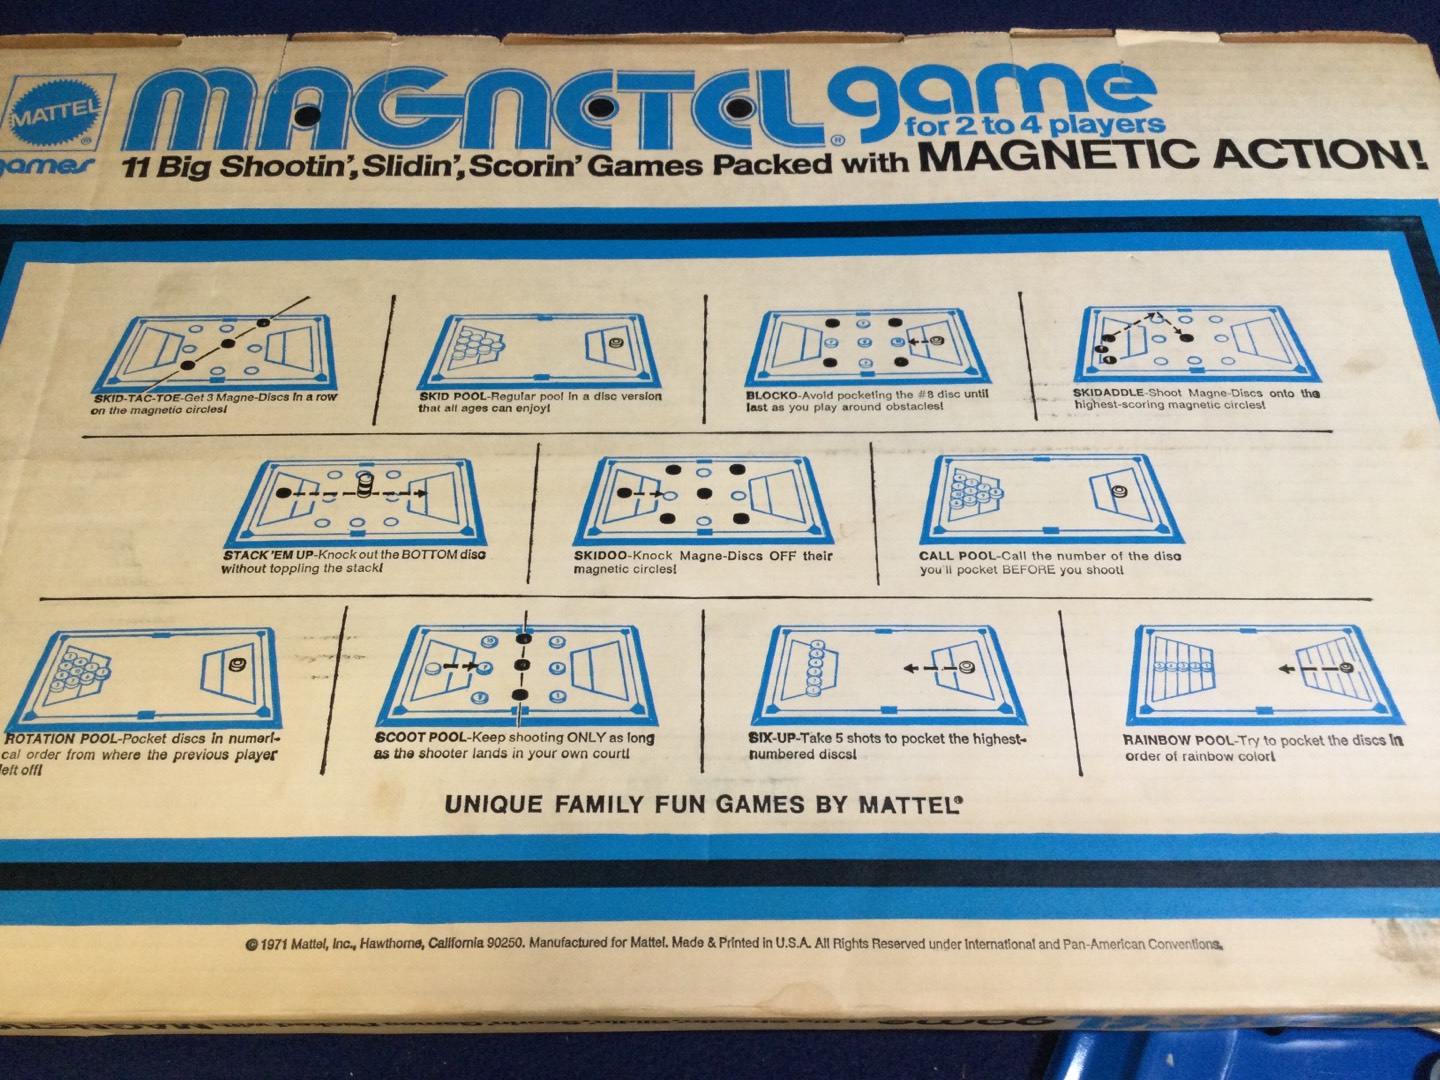 MATTEL
games
MAGNETEL® game
for 2 to 4 players
11 Big Shootin', Slidin', Scorin' Games Packed with MAGNETIC ACTION!
SKID-TAC-TOE-Get 3 Magne-Discs in a row
on the magnetic circles!
SKID POOL-Regular pool in a disc version
that all ages can enjoy!
BLOCKO-Avoid pocketing the #8 disc until
last as you play around obstacles!
SKIDADDLE-Shoot Magne-Discs onto the
highest-scoring magnetic circles!
STACK 'EM UP-Knock out the BOTTOM disc
without toppling the stack!
SKIDOO-Knock Magne-Discs OFF their
magnetic circles!
CALL POOL-Call the number of the disc
you'll pocket BEFORE you shoot!
ROTATION POOL-Pocket discs in numeri-
cal order from where the previous player
left off!
SCOOT POOL-Keep shooting ONLY as long
as the shooter lands in your own court!
SIX-UP-Take 5 shots to pocket the highest-
numbered discs!
RAINBOW POOL-Try to pocket the discs in
order of rainbow color!
UNIQUE FAMILY FUN GAMES BY MATTEL®
© 1971 Mattel, Inc., Hawthorne, California 90250. Manufactured for Mattel. Made & Printed in U.S.A. All Rights Reserved under International and Pan-American Conventions.